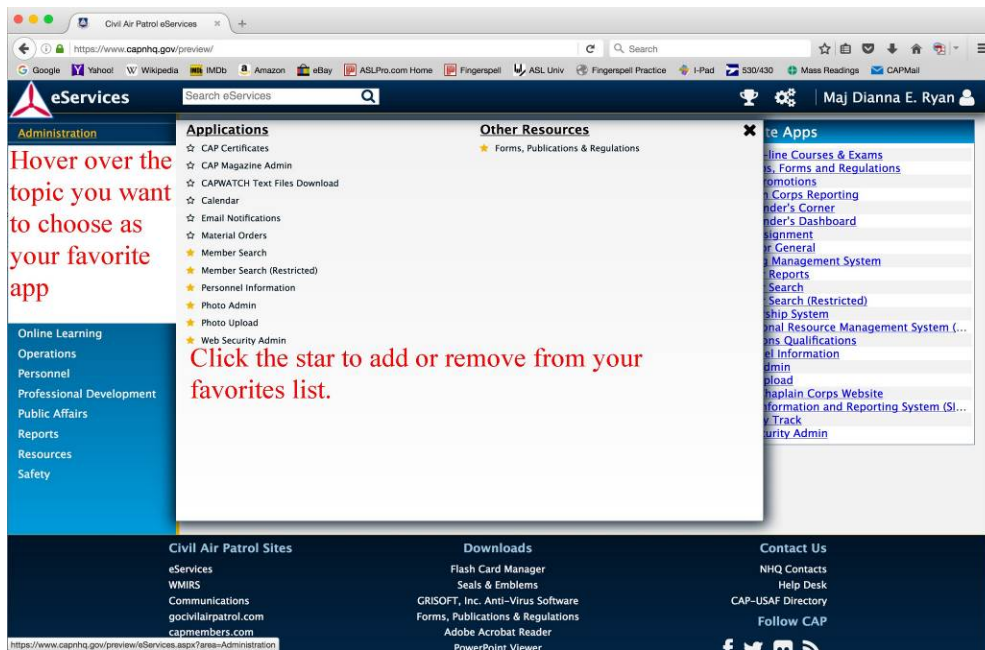 Civil Air Patrol eServices × +
https://www.capnhq.gov/preview/ Search
Google Yahoo! Wikipedia IMDb Amazon eBay ASLPro.com Home Fingerspell ASL Univ Fingerspell Practice I-Pad 530/430 Mass Readings CAPMail
eServices Search eServices Maj Dianna E. Ryan
Administration
Hover over the
topic you want
to choose as
your favorite
app
Online Learning
Operations
Personnel
Professional Development
Public Affairs
Reports
Resources
Safety
Applications
CAP Certificates
CAP Magazine Admin
CAPWATCH Text Files Download
Calendar
Email Notifications
Material Orders
Member Search
Member Search (Restricted)
Personnel Information
Photo Admin
Photo Upload
Web Security Admin
Click the star to add or remove from your
favorites list.
Other Resources
Forms, Publications & Regulations
te Apps
-line Courses & Exams
s, Forms and Regulations
romotions
n Corps Reporting
nder's Corner
nder's Dashboard
signment
or General
g Management System
Reports
Search
Search (Restricted)
ship System
onal Resource Management System (...
ons Qualifications
el Information
dmin
pload
haplain Corps Website
formation and Reporting System (SI...
y Track
urity Admin
Civil Air Patrol Sites
eServices
WMIRS
Communications
gocivilairpatrol.com
capmembers.com
Downloads
Flash Card Manager
Seals & Emblems
GRISOFT, Inc. Anti-Virus Software
Forms, Publications & Regulations
Adobe Acrobat Reader
PowerPoint Viewer
Contact Us
NHQ Contacts
Help Desk
CAP-USAF Directory
Follow CAP
https://www.capnhq.gov/preview/eServices.aspx?area=Administration